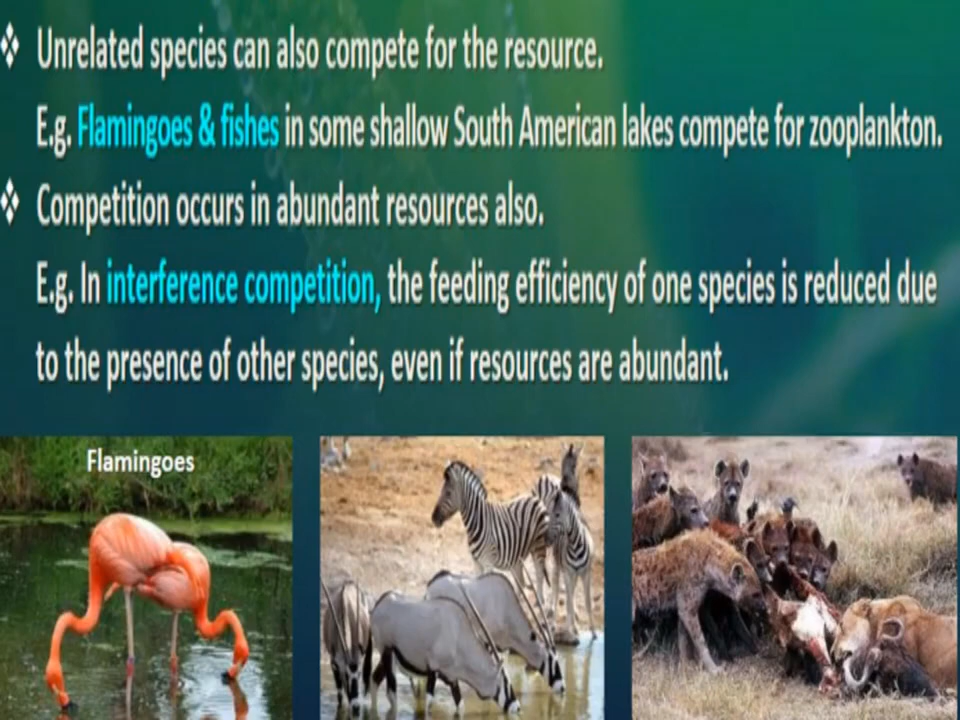 ❖ Unrelated species can also compete for the resource.
E.g. Flamingoes & fishes in some shallow South American lakes compete for zooplankton.
❖ Competition occurs in abundant resources also.
E.g. In interference competition, the feeding efficiency of one species is reduced due
to the presence of other species, even if resources are abundant.
Flamingoes